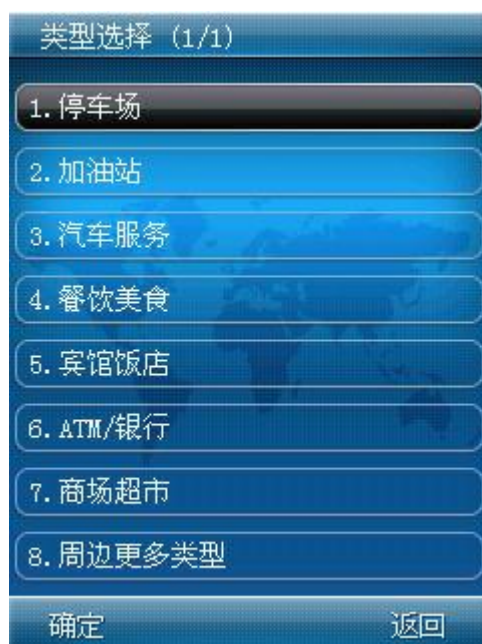 类型选择 (1/1)
1.停车场
2.加油站
3.汽车服务
4.餐饮美食
5.宾馆饭店
6.ATM/银行
7.商场超市
8.周边更多类型
确定 返回